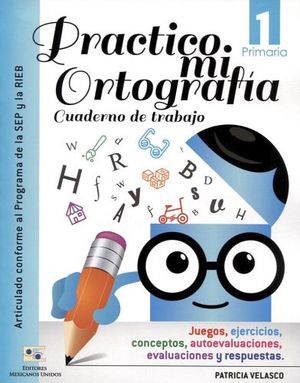 Practico
mi
Ortografía
Cuaderno de trabajo
1
Primaria
Articulado conforme al Programa de la SEP y la RIEB
Juegos, ejercicios,
conceptos, autoevaluaciones,
evaluaciones y respuestas.
EDITORES
MEXICANOS UNIDOS
PATRICIA VELASCO